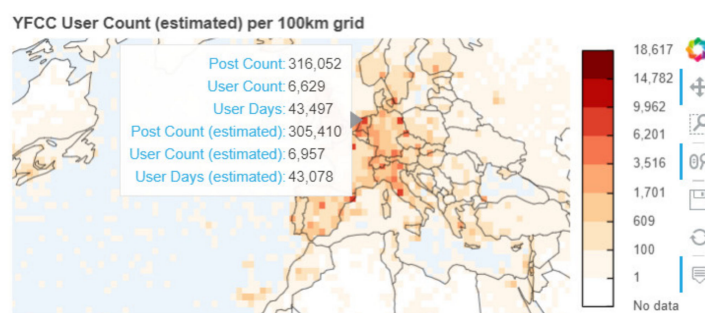 YFCC User Count (estimated) per 100km grid
Post Count: 316,052
User Count: 6,629
User Days: 43,497
Post Count (estimated): 305,410
User Count (estimated): 6,957
User Days (estimated): 43,078
18,617
14,782
9,962
6,201
3,516
1,701
609
100
1
No data